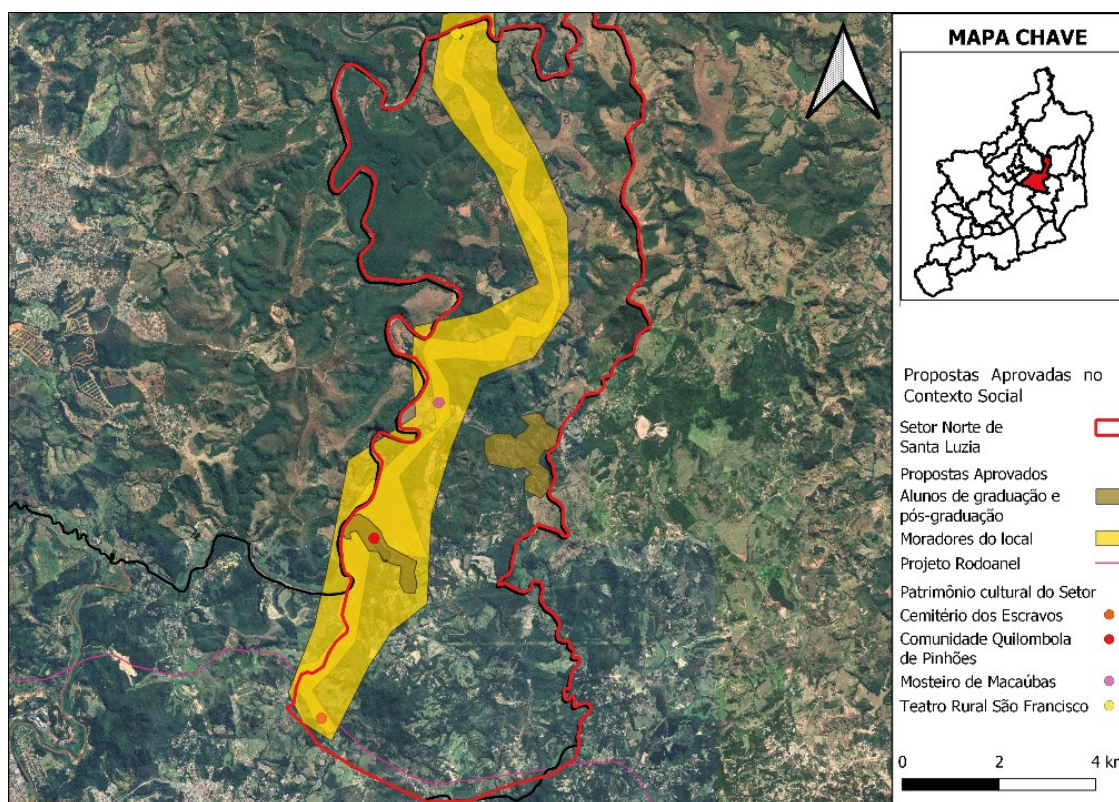 MAPA CHAVE
Propostas Aprovadas no
Contexto Social
Setor Norte de
Santa Luzia
Propostas Aprovados
Alunos de graduação e
pós-graduação
Moradores do local
Projeto Rodoanel
Patrimônio cultural do Setor
Cemitério dos Escravos
Comunidade Quilombola
de Pinhões
Mosteiro de Macaúbas
Teatro Rural São Francisco
0 2 4 km